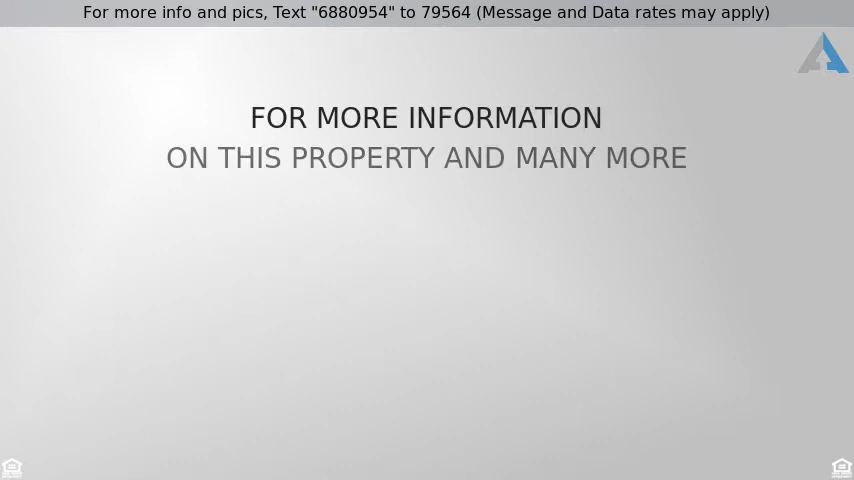 For more info and pics, Text "6880954" to 79564 (Message and Data rates may apply)
FOR MORE INFORMATION
ON THIS PROPERTY AND MANY MORE